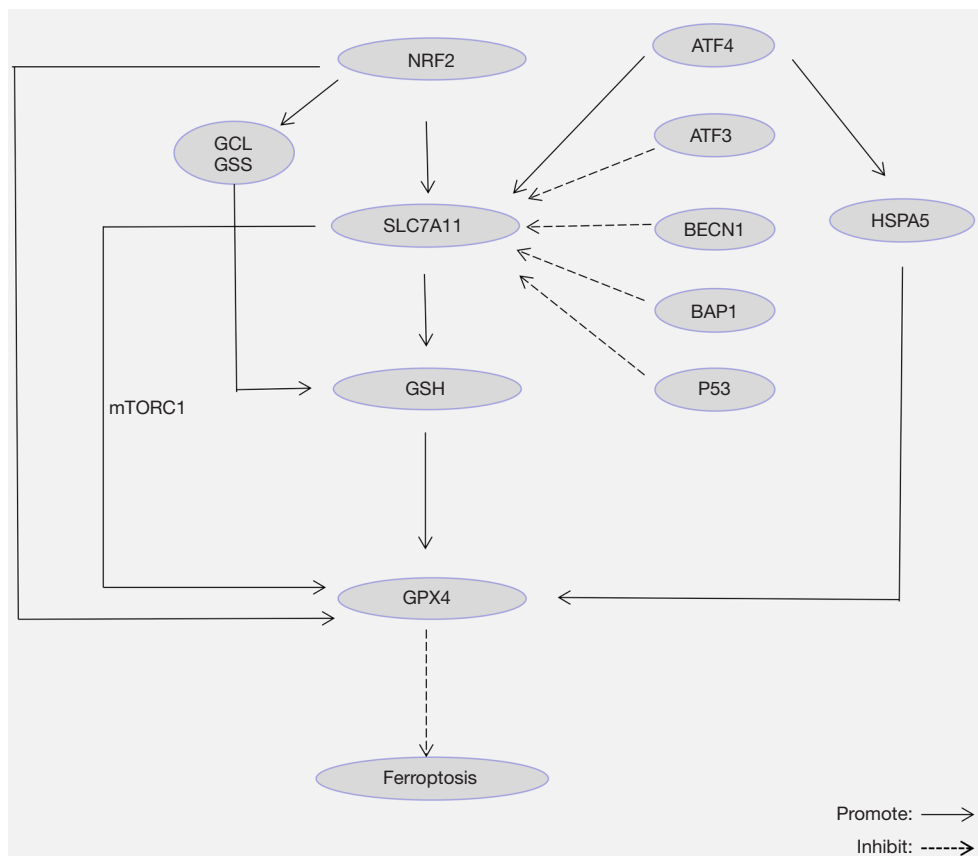 NRF2
ATF4
GCL
GSS
ATF3
SLC7A11
BECN1
HSPA5
BAP1
GSH
P53
mTORC1
GPX4
Ferroptosis
Promote:
Inhibit: